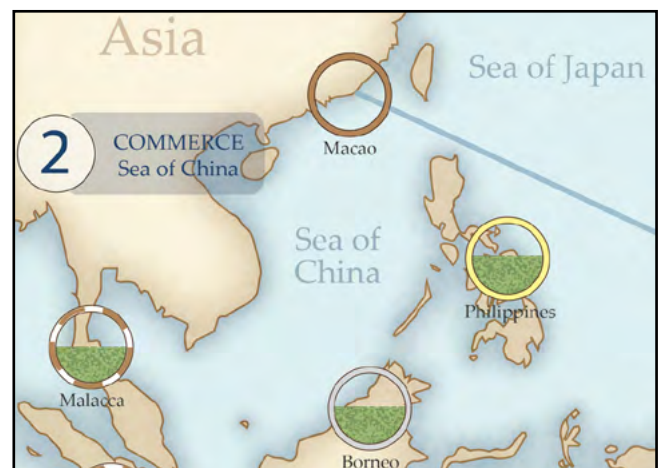 Asia
Sea of Japan
2
COMMERCE
Sea of China
Macao
Sea of
China
Philippines
Malacca
Borneo